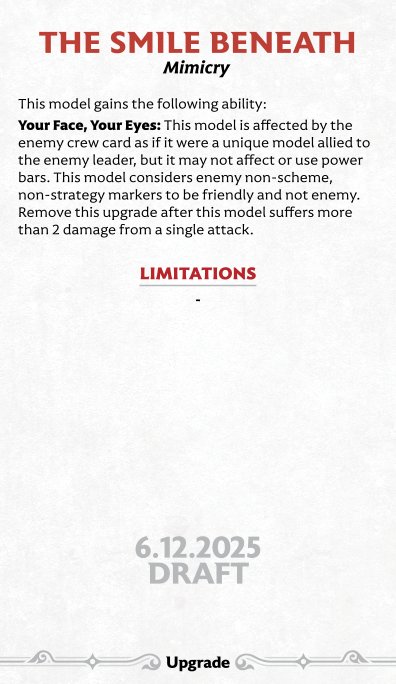 THE SMILE BENEATH
Mimicry
This model gains the following ability:
Your Face, Your Eyes: This model is affected by the
enemy crew card as if it were a unique model allied to
the enemy leader, but it may not affect or use power
bars. This model considers enemy non-scheme,
non-strategy markers to be friendly and not enemy.
Remove this upgrade after this model suffers more
than 2 damage from a single attack.
LIMITATIONS
-
6.12.2025
DRAFT
Upgrade